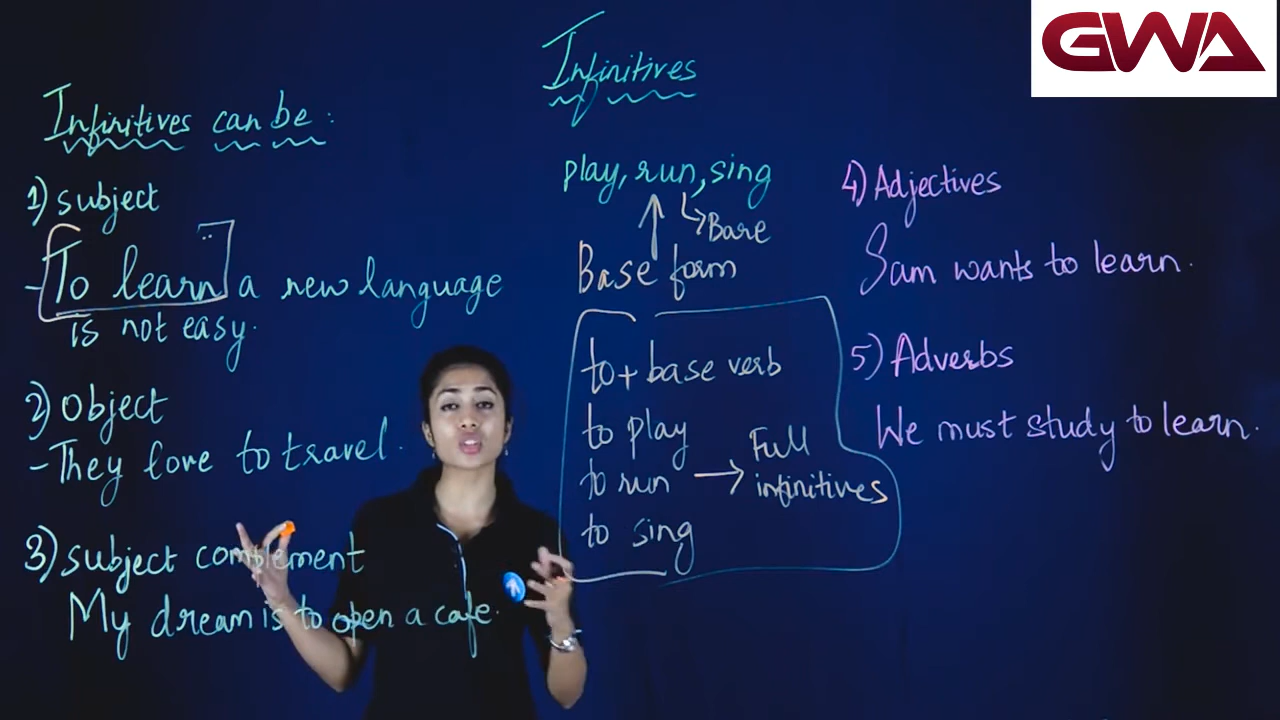 GWA
Infinitives
Infinitives can be:
1) subject
- To learn a new language
is not easy.
2) Object
- They love to travel.
3) subject complement
My dream is to open a cafe.
play, run, sing
Bare
Base form
to + base verb
to play
to run → Full infinitives
to sing
4) Adjectives
Sam wants to learn.
5) Adverbs
We must study to learn.